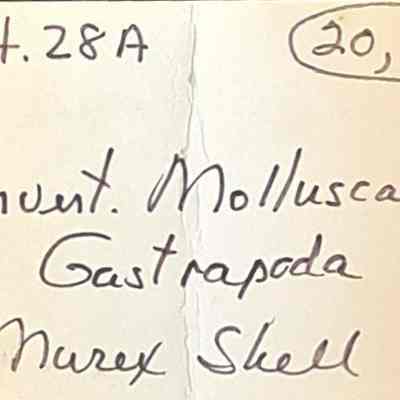 t. 28A 20,
nvert. Mollusca
Gastrapoda
Murex Shell